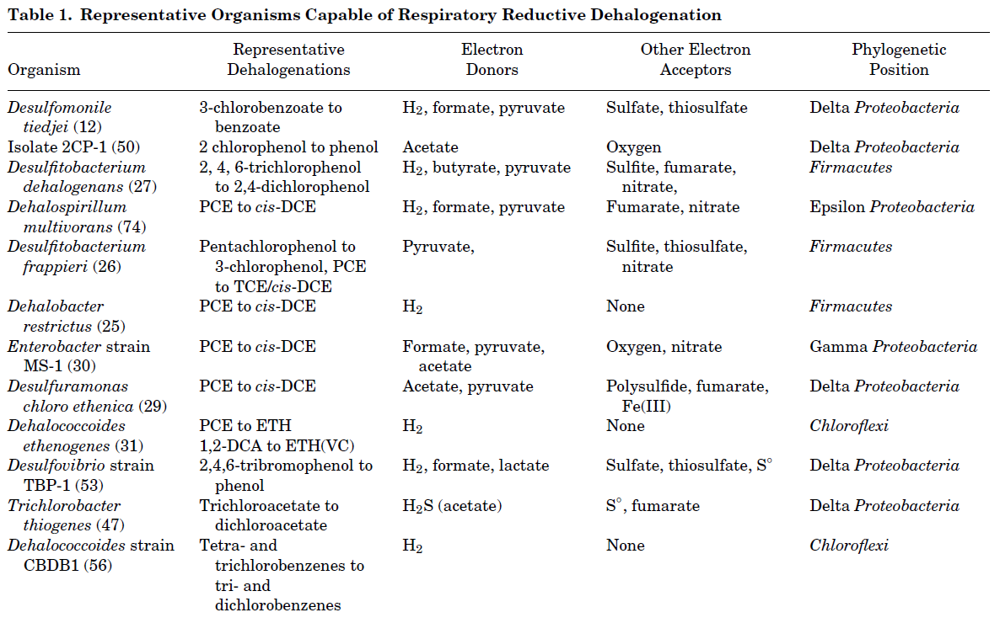 Table 1. Representative Organisms Capable of Respiratory Reductive Dehalogenation
Organism Representative Dehalogenations Electron Donors Other Electron Acceptors Phylogenetic Position
Desulfomonile 3-chlorobenzoate to H2, formate, pyruvate Sulfate, thiosulfate Delta Proteobacteria
tiedjei (12) benzoate
Isolate 2CP-1 (50) 2 chlorophenol to phenol Acetate Oxygen Delta Proteobacteria
Desulfitobacterium 2, 4, 6-trichlorophenol H2, butyrate, pyruvate Sulfite, fumarate, Firmacutes
dehalogenans (27) to 2,4-dichlorophenol nitrate,
Dehalospirillum PCE to cis-DCE H2, formate, pyruvate Fumarate, nitrate Epsilon Proteobacteria
multivorans (74)
Desulfitobacterium Pentachlorophenol to Pyruvate, Sulfite, thiosulfate, Firmacutes
frappieri (26) 3-chlorophenol, PCE nitrate
to TCE/cis-DCE
Dehalobacter PCE to cis-DCE H2 None Firmacutes
restrictus (25)
Enterobacter strain PCE to cis-DCE Formate, pyruvate, Oxygen, nitrate Gamma Proteobacteria
MS-1 (30) acetate
Desulfuramonas PCE to cis-DCE Acetate, pyruvate Polysulfide, fumarate, Delta Proteobacteria
chloro ethenica (29) Fe(III)
Dehalococcoides PCE to ETH H2 None Chloroflexi
ethenogenes (31) 1,2-DCA to ETH(VC)
Desulfovibrio strain 2,4,6-tribromophenol to H2, formate, lactate Sulfate, thiosulfate, S° Delta Proteobacteria
TBP-1 (53) phenol
Trichlorobacter Trichloroacetate to H2S (acetate) S°, fumarate Delta Proteobacteria
thiogenes (47) dichloroacetate
Dehalococcoides strain Tetra- and H2 None Chloroflexi
CBDB1 (56) trichlorobenzenes to
tri- and
dichlorobenzenes